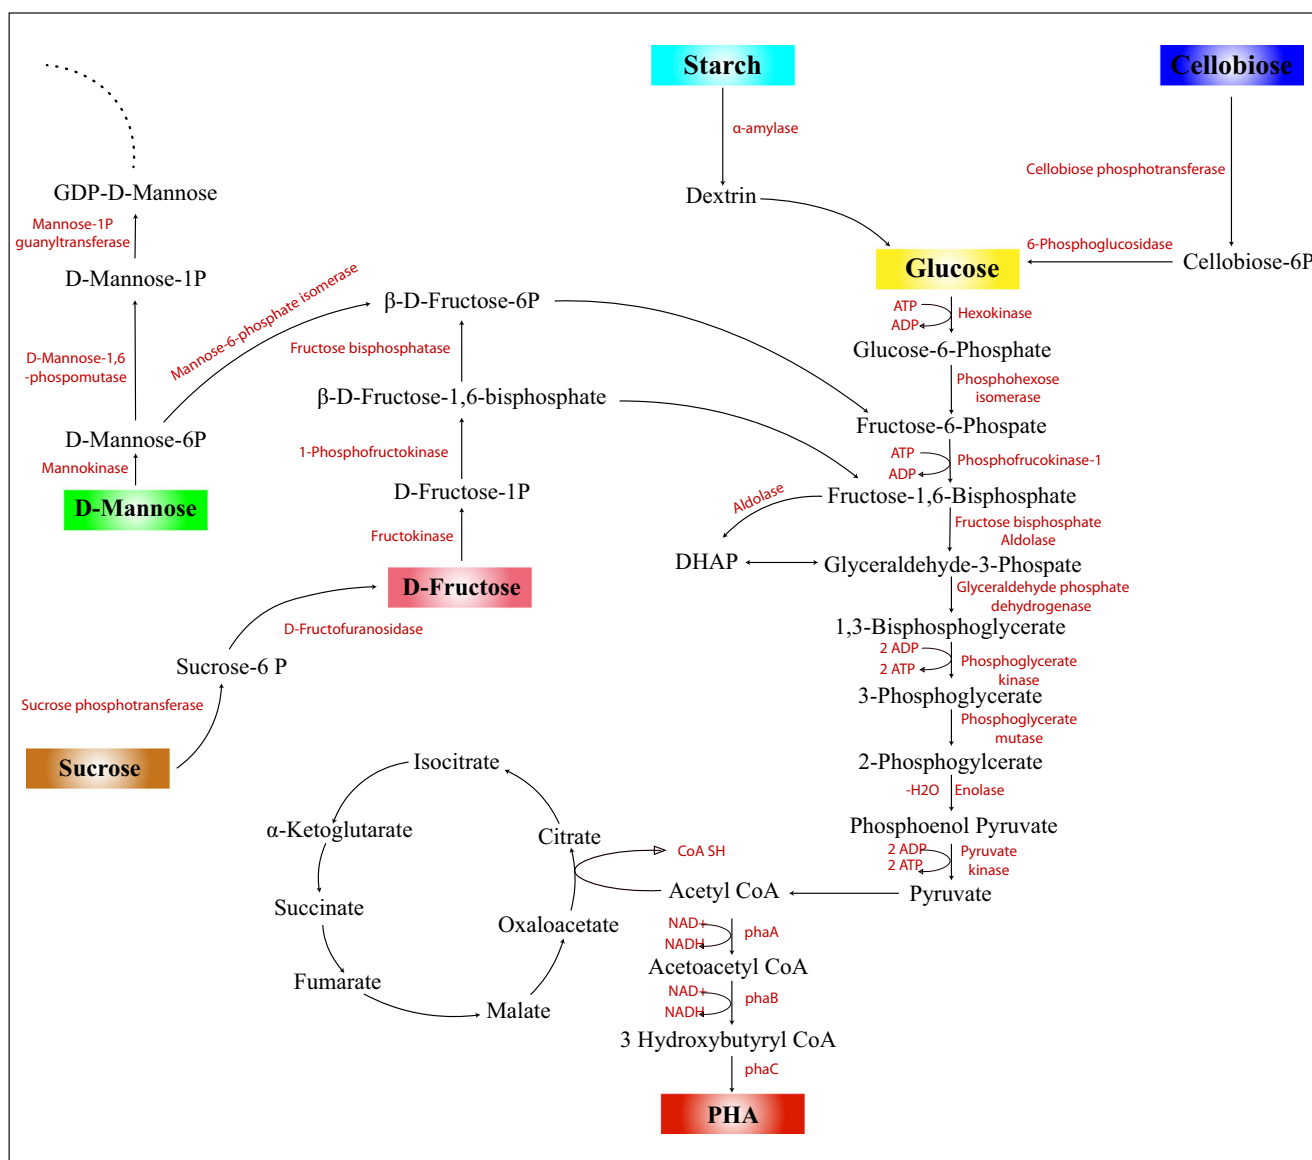 Starch
Cellobiose
α-amylase
Cellobiose phosphotransferase
GDP-D-Mannose
Dextrin
Mannose-1P
guanyltransferase
6-Phosphoglucosidase
Glucose
Cellobiose-6P
D-Mannose-1P
Mannose-6-phosphate isomerase
β-D-Fructose-6P
ATP
ADP
Hexokinase
Fructose bisphosphatase
Glucose-6-Phosphate
D-Mannose-1,6
-phospomutase
Phosphohexose
isomerase
β-D-Fructose-1,6-bisphosphate
Fructose-6-Phospate
D-Mannose-6P
Mannokinase
1-Phosphofructokinase
ATP
ADP
Phosphofrucokinase-1
D-Mannose
D-Fructose-1P
Aldolase
Fructose-1,6-Bisphosphate
Fructokinase
Fructose bisphosphate
Aldolase
DHAP
Glyceraldehyde-3-Phospate
D-Fructose
Glyceraldehyde phosphate
dehydrogenase
D-Fructofuranosidase
1,3-Bisphosphoglycerate
Sucrose-6 P
2 ADP
2 ATP
Phosphoglycerate
kinase
3-Phosphoglycerate
Sucrose phosphotransferase
Phosphoglycerate
mutase
Sucrose
Isocitrate
2-Phosphogylcerate
-H2O
Enolase
α-Ketoglutarate
Citrate
Phosphoenol Pyruvate
CoA SH
2 ADP
2 ATP
Pyruvate
kinase
Acetyl CoA
Pyruvate
Succinate
Oxaloacetate
NAD+
NADH
phaA
Acetoacetyl CoA
Fumarate
NAD+
NADH
phaB
Malate
3 Hydroxybutyryl CoA
phaC
PHA